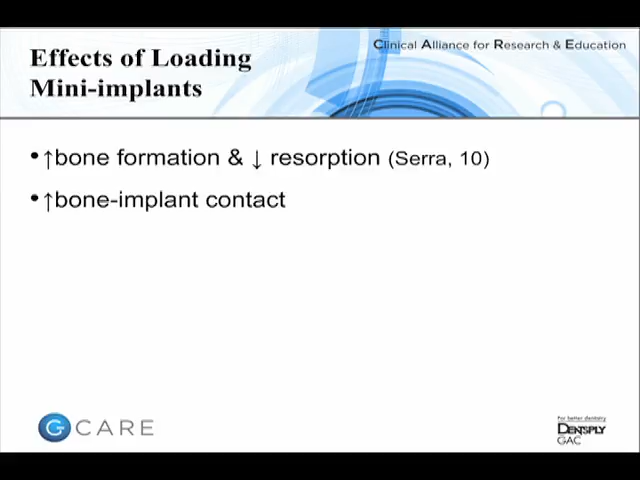 Effects of Loading
Mini-implants
Clinical Alliance for Research & Education
• ↑bone formation & ↓ resorption (Serra, 10)
• ↑bone-implant contact
G CARE
For better dentistry
DENTSPLY
GAC